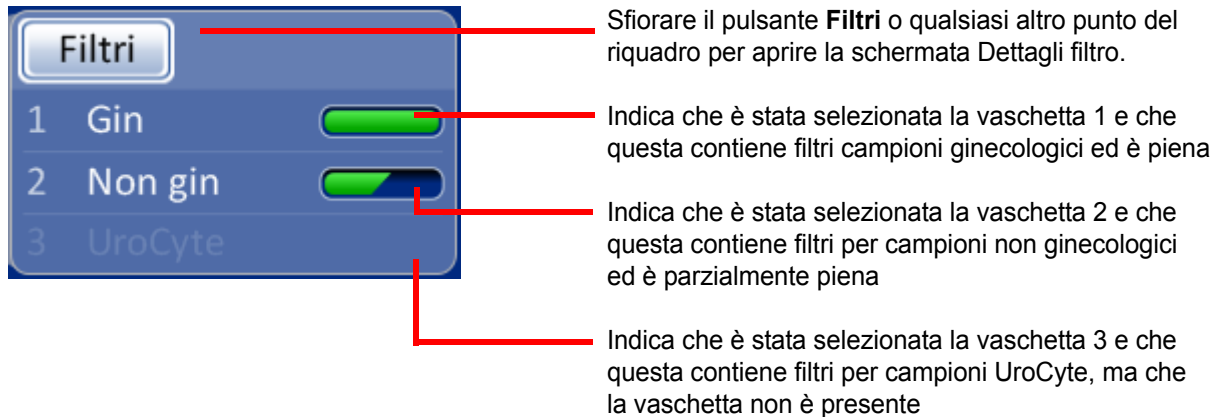 Filtri
1 Gin
2 Non gin
3 UroCyte
Sfiorare il pulsante Filtri o qualsiasi altro punto del
riquadro per aprire la schermata Dettagli filtro.
Indica che è stata selezionata la vaschetta 1 e che
questa contiene filtri campioni ginecologici ed è piena
Indica che è stata selezionata la vaschetta 2 e che
questa contiene filtri per campioni non ginecologici
ed è parzialmente piena
Indica che è stata selezionata la vaschetta 3 e che
questa contiene filtri per campioni UroCyte, ma che
la vaschetta non è presente